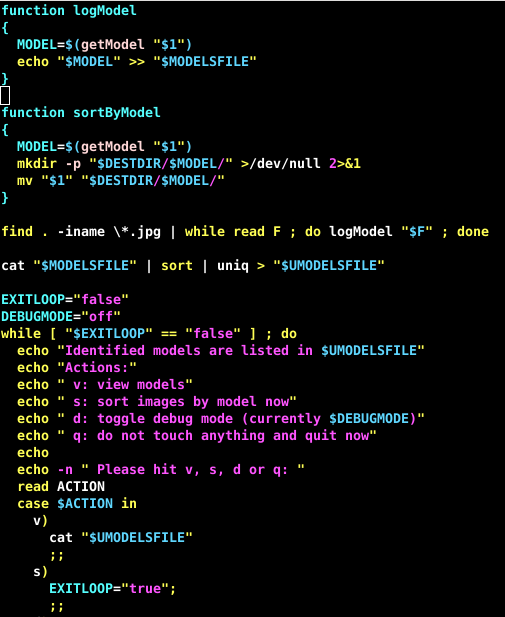 function logModel
{
  MODEL=$(getModel "$1")
  echo "$MODEL" >> "$MODELSFILE"
}

function sortByModel
{
  MODEL=$(getModel "$1")
  mkdir -p "$DESTDIR/$MODEL/" >/dev/null 2>&1
  mv "$1" "$DESTDIR/$MODEL/"
}

find . -iname \*.jpg | while read F ; do logModel "$F" ; done

cat "$MODELSFILE" | sort | uniq > "$UMODELSFILE"

EXITLOOP="false"
DEBUGMODE="off"
while [ "$EXITLOOP" == "false" ] ; do
  echo "Identified models are listed in $UMODELSFILE"
  echo "Actions:"
  echo " v: view models"
  echo " s: sort images by model now"
  echo " d: toggle debug mode (currently $DEBUGMODE)"
  echo " q: do not touch anything and quit now"
  echo
  echo -n " Please hit v, s, d or q: "
  read ACTION
  case $ACTION in
    v)
      cat "$UMODELSFILE"
      ;;
    s)
      EXITLOOP="true";
      ;;